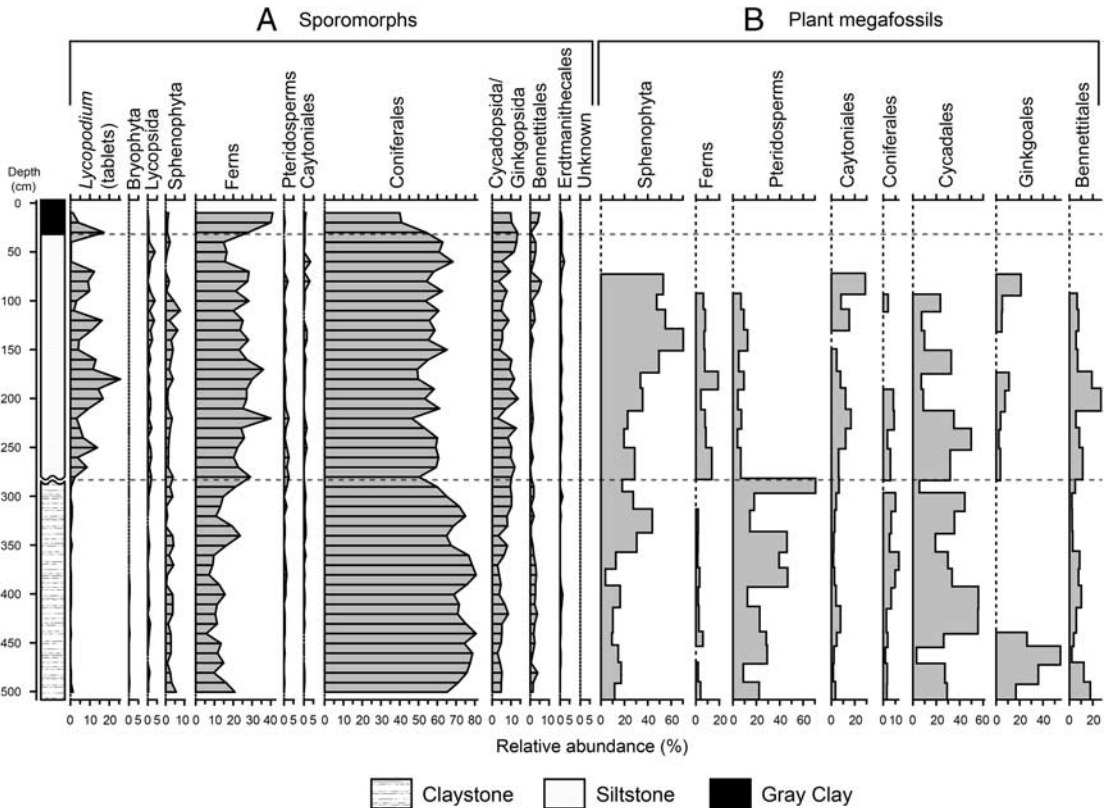 A Sporomorphs
B Plant megafossils
Lycopodium
(tablets)
Bryophyta
Lycopsida
Sphenophyta
Ferns
Pteridosperms
Caytoniales
Coniferales
Cycadopsida/
Ginkgopsida
Bennettitales
Erdtmanithecales
Unknown
Sphenophyta
Ferns
Pteridosperms
Caytoniales
Coniferales
Cycadales
Ginkgoales
Bennettitales
Depth
(cm)
0
50
100
150
200
250
300
350
400
450
500
0 10 20 0 5 0 5 0 10 0 10 20 30 40 0 5 0 5 0 10 20 30 40 50 60 70 80 0 10 0 5 0 5 0 5 0 20 40 60 0 10 20 0 20 40 60 0 20 0 10 0 20 40 60 0 20 40 0 20
Relative abundance (%)
Claystone
Siltstone
Gray Clay